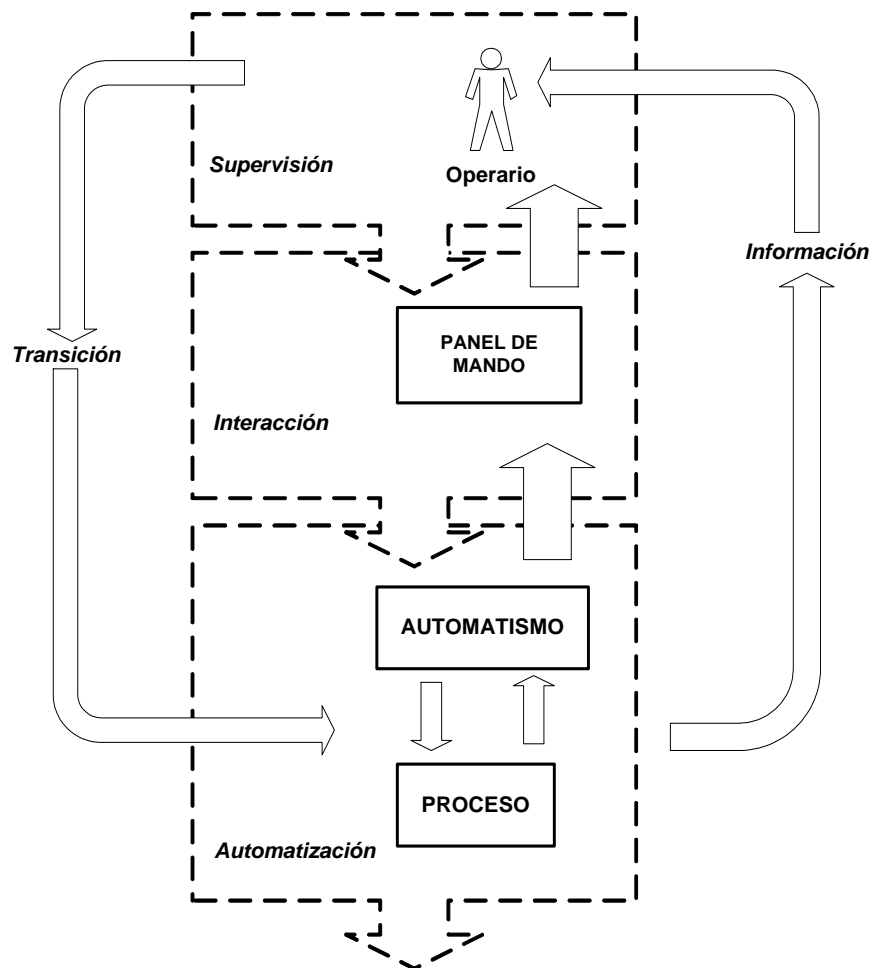 Supervisión
Operario
Información
PANEL DE
MANDO
Transición
Interacción
AUTOMATISMO
PROCESO
Automatización